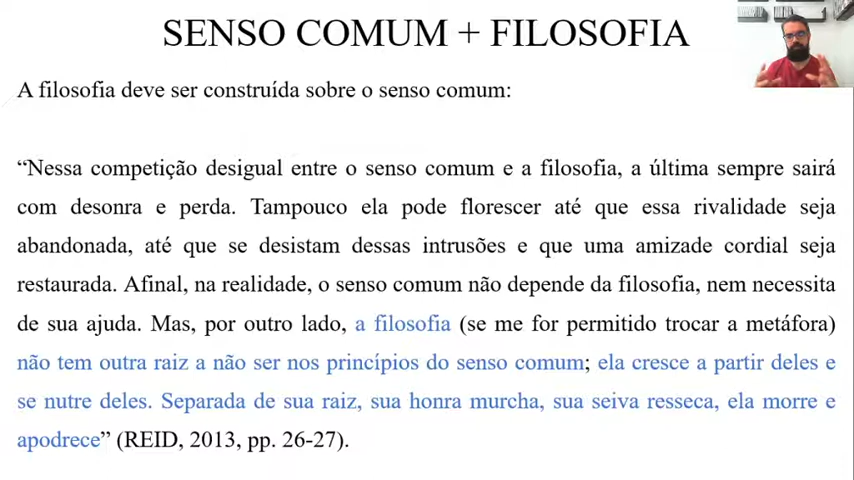 SENSO COMUM + FILOSOFIA
A filosofia deve ser construída sobre o senso comum:
“Nessa competição desigual entre o senso comum e a filosofia, a última sempre sairá
com desonra e perda. Tampouco ela pode florescer até que essa rivalidade seja
abandonada, até que se desistam dessas intrusões e que uma amizade cordial seja
restaurada. Afinal, na realidade, o senso comum não depende da filosofia, nem necessita
de sua ajuda. Mas, por outro lado, a filosofia (se me for permitido trocar a metáfora)
não tem outra raiz a não ser nos princípios do senso comum; ela cresce a partir deles e
se nutre deles. Separada de sua raiz, sua honra murcha, sua seiva resseca, ela morre e
apodrece” (REID, 2013, pp. 26-27).